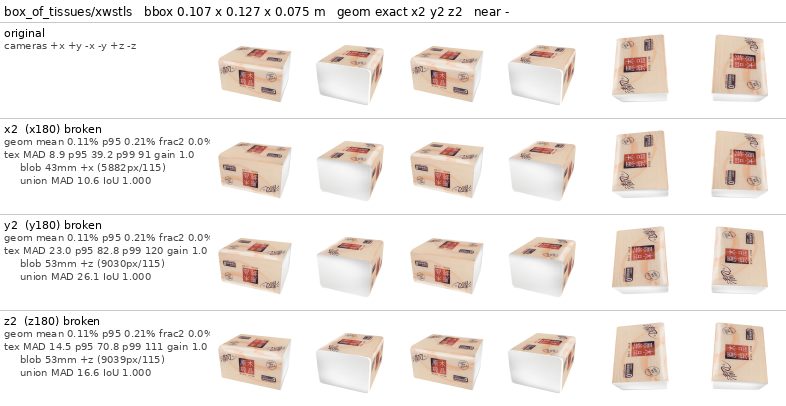 box_of_tissues/xwstls bbox 0.107 x 0.127 x 0.075 m geom exact x2 y2 z2 near -
original
cameras +x +y -x -y +z -z
x2 (x180) broken
geom mean 0.11% p95 0.21% frac2 0.0%
tex MAD 8.9 p95 39.2 p99 91 gain 1.0
blob 43mm +x (5882px/115)
union MAD 10.6 IoU 1.000
y2 (y180) broken
geom mean 0.11% p95 0.21% frac2 0.0%
tex MAD 23.0 p95 82.8 p99 120 gain 1.0
blob 53mm +z (9030px/115)
union MAD 26.1 IoU 1.000
z2 (z180) broken
geom mean 0.11% p95 0.21% frac2 0.0%
tex MAD 14.5 p95 70.8 p99 111 gain 1.0
blob 53mm +z (9039px/115)
union MAD 16.6 IoU 1.000